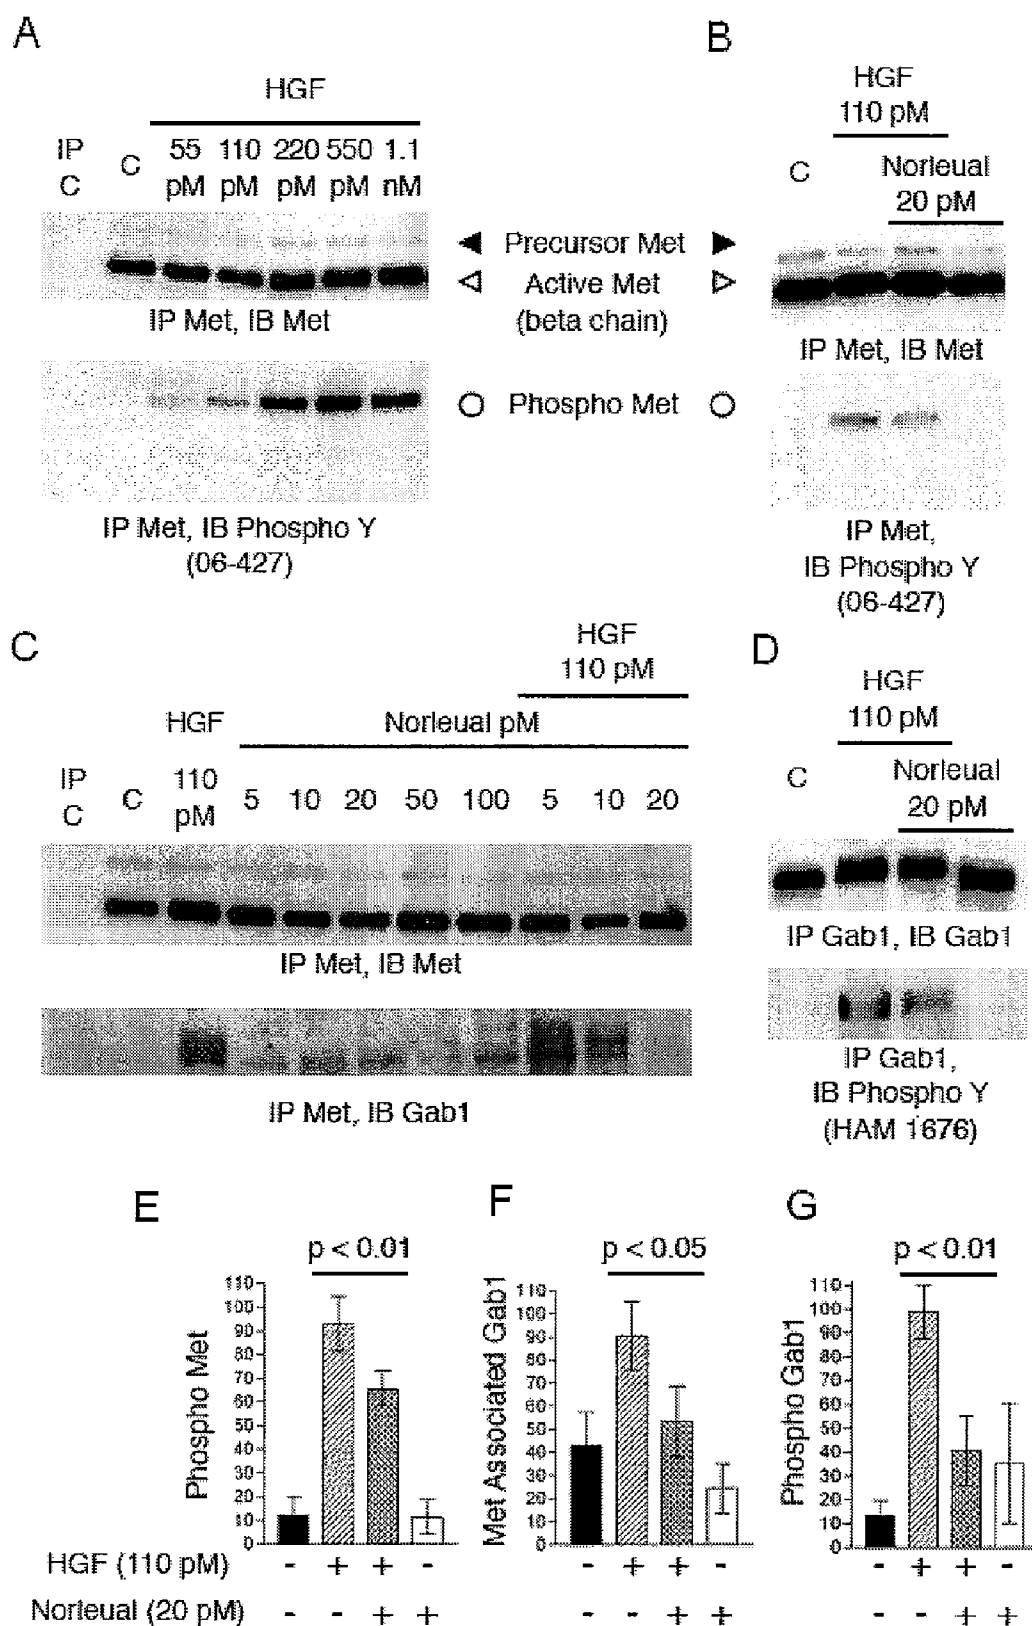 A
HGF
IP C
C
55 pM
110 pM
220 pM
550 pM
1.1 nM
Precursor Met
Active Met
(beta chain)
IP Met, IB Met
Phospho Met
IP Met, IB Phospho Y
(06-427)
B
HGF
110 pM
C
Norleual
20 pM
IP Met, IB Met
IP Met,
IB Phospho Y
(06-427)
C
HGF
110 pM
HGF
Norleual pM
IP C
C
110 pM
5 10 20 50 100 5 10 20
IP Met, IB Met
IP Met, IB Gab1
D
HGF
110 pM
C
Norleual
20 pM
IP Gab1, IB Gab1
IP Gab1,
IB Phospho Y
(HAM 1676)
E
p < 0.01
Phospho Met
110
100
90
80
70
60
50
40
30
20
10
0
F
p < 0.05
Met Associated Gab1
110
100
90
80
70
60
50
40
30
20
10
0
G
p < 0.01
Phospho Gab1
110
100
90
80
70
60
50
40
30
20
10
0
HGF (110 pM) - + + - - + + - - + + -
Norleual (20 pM) - - + + - - + + - - + +